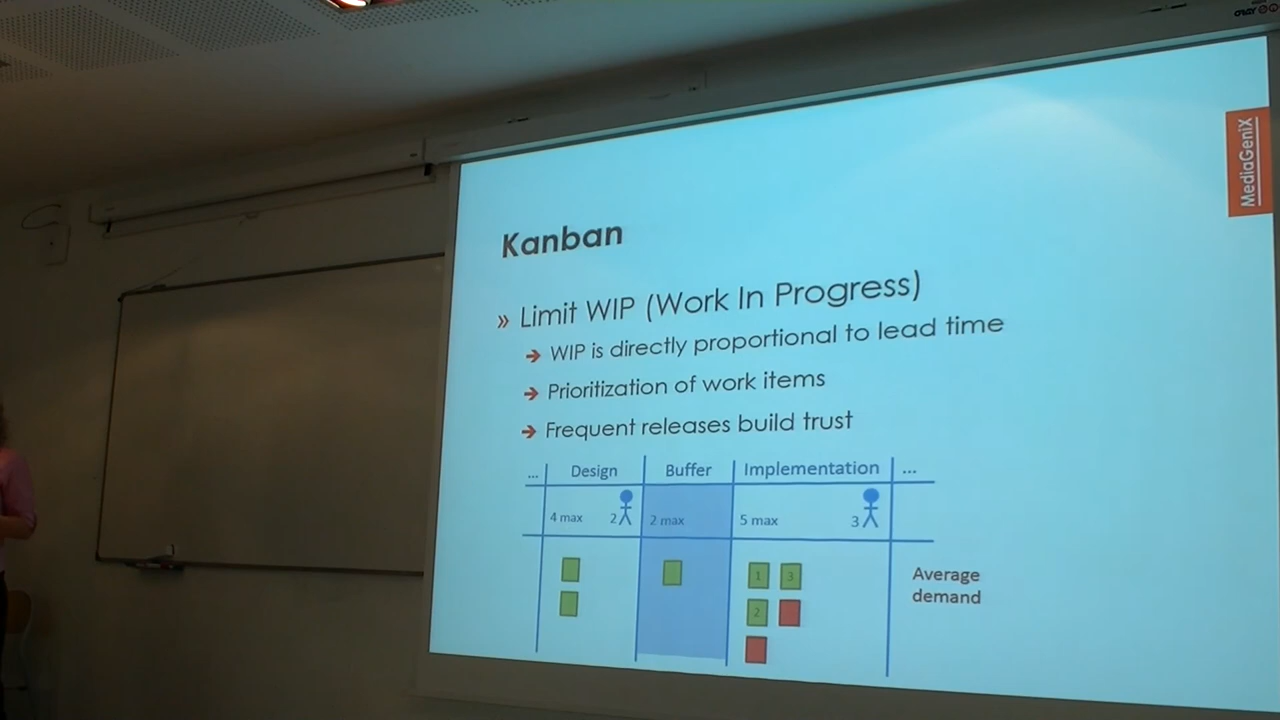 MediaGeniX
Kanban
» Limit WIP (Work In Progress)
→ WIP is directly proportional to lead time
→ Prioritization of work items
→ Frequent releases build trust
... Design Buffer Implementation ...
4 max 2 2 max 5 max 3
1 3
2
Average
demand